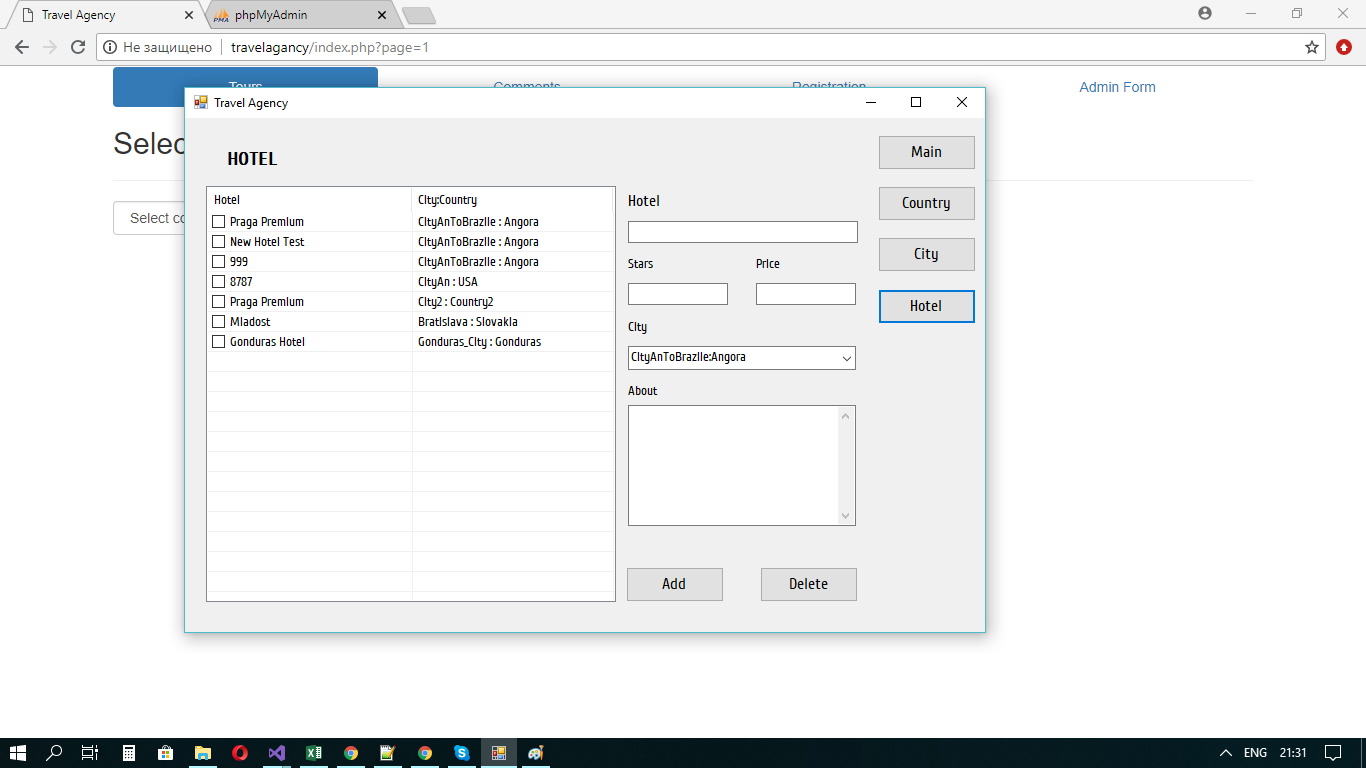 Travel Agency
phpMyAdmin
Не защищено travelagancy/index.php?page=1
Tours Comments Registration Admin Form
Travel Agency
Selec
Select co
HOTEL
Main
Country
City
Hotel
Hotel City:Country
Praga Premium CityAnToBrazile : Angora
New Hotel Test CityAnToBrazile : Angora
999 CityAnToBrazile : Angora
8787 CityAn : USA
Praga Premium City2 : Country2
Mladost Bratislava : Slovakia
Gonduras Hotel Gonduras_City : Gonduras
Hotel
Stars Price
City
CityAnToBrazile:Angora
About
Add Delete
ENG 21:31